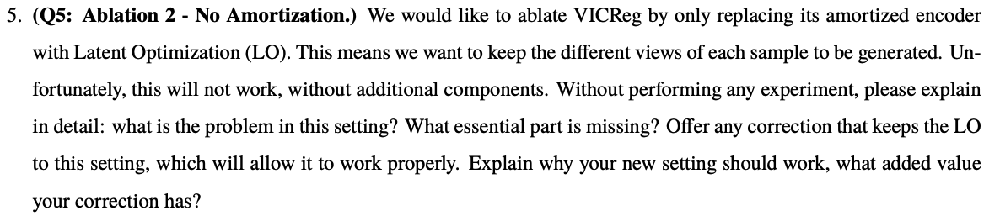 5. (Q5: Ablation 2 - No Amortization.) We would like to ablate VICReg by only replacing its amortized encoder
with Latent Optimization (LO). This means we want to keep the different views of each sample to be generated. Un-
fortunately, this will not work, without additional components. Without performing any experiment, please explain
in detail: what is the problem in this setting? What essential part is missing? Offer any correction that keeps the LO
to this setting, which will allow it to work properly. Explain why your new setting should work, what added value
your correction has?